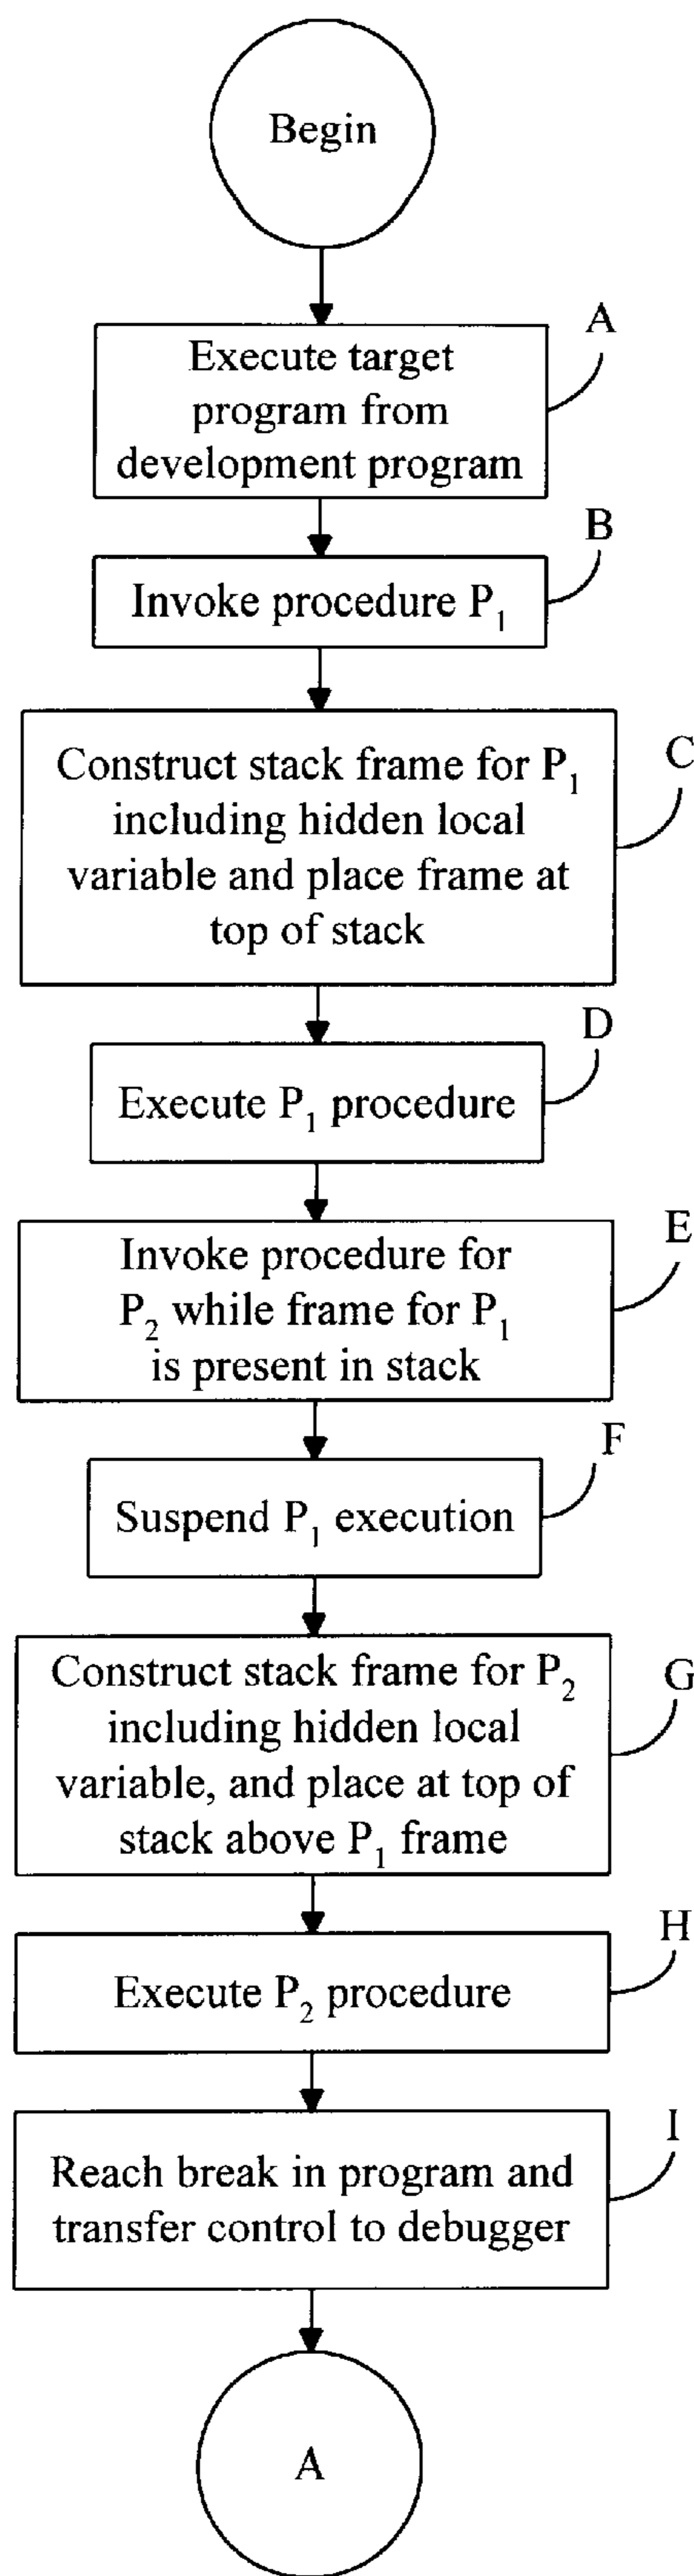 Begin
A
Execute target
program from
development program
B
Invoke procedure P₁
C
Construct stack frame for P₁
including hidden local
variable and place frame at
top of stack
D
Execute P₁ procedure
E
Invoke procedure for
P₂ while frame for P₁
is present in stack
F
Suspend P₁ execution
G
Construct stack frame for P₂
including hidden local
variable, and place at top of
stack above P₁ frame
H
Execute P₂ procedure
I
Reach break in program and
transfer control to debugger
A